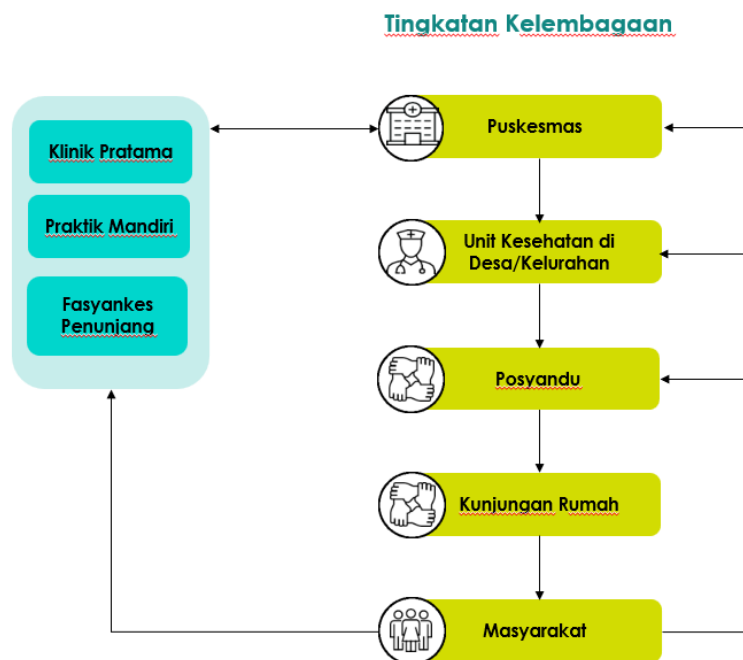 Tingkatan Kelembagaan
Klinik Pratama
Praktik Mandiri
Fasyankes
Penunjang
Puskesmas
Unit Kesehatan di
Desa/Kelurahan
Posyandu
Kunjungan Rumah
Masyarakat